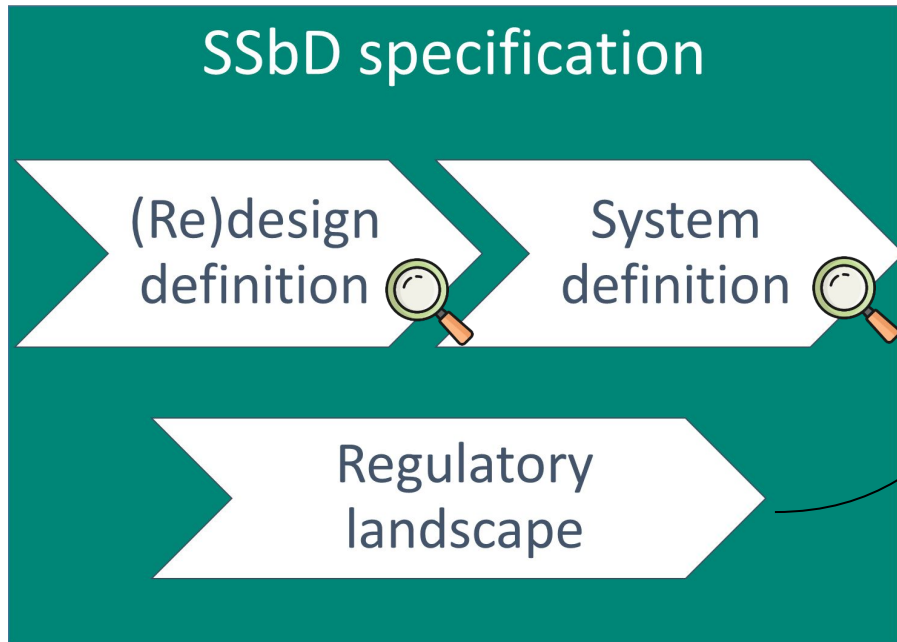 SSbD specification
(Re)design
definition
System
definition
Regulatory
landscape